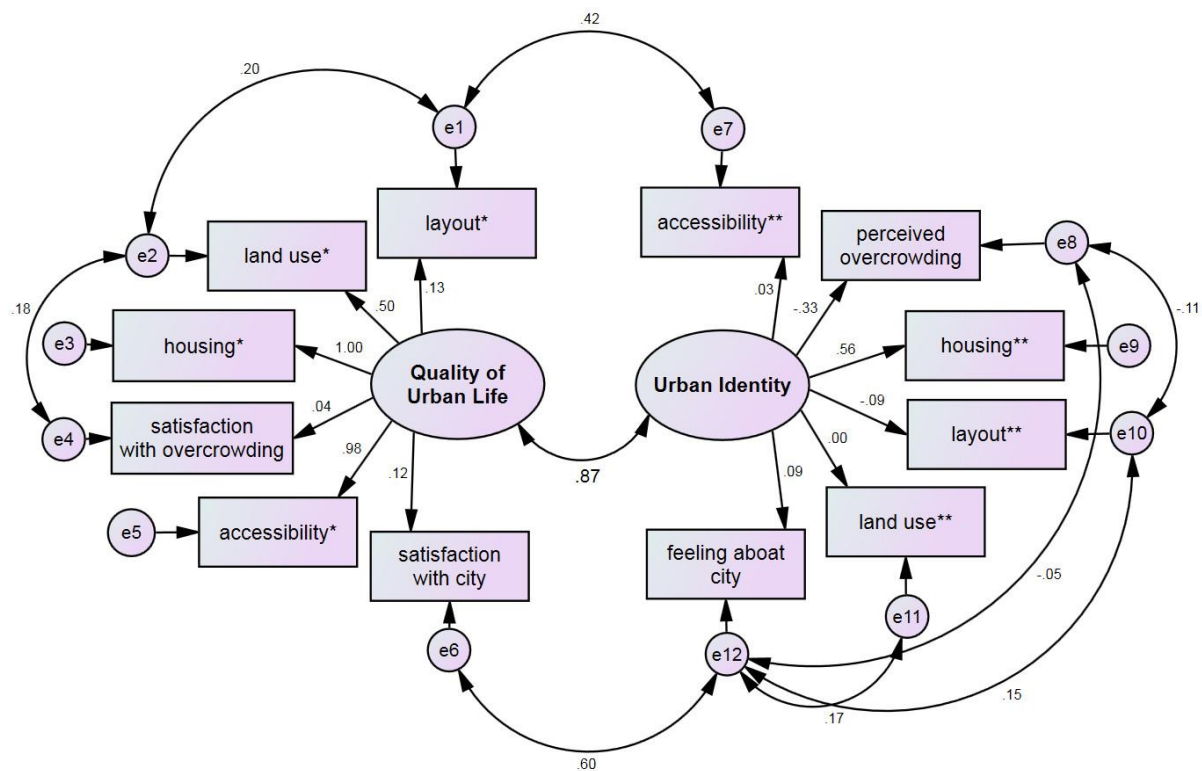 .42
.20
e1
e7
layout*
accessibility**
perceived
overcrowding
e8
e2
land use*
.13
.50
.03
-.33
-.11
.18
e3
housing*
1.00
Quality of
Urban Life
Urban Identity
.56
housing**
e9
.04
-.09
e4
satisfaction
with overcrowding
layout**
e10
.98
.12
.87
.09
.00
e5
accessibility*
satisfaction
with city
feeling aboat
city
land use**
-.05
e6
e12
e11
.15
.17
.60